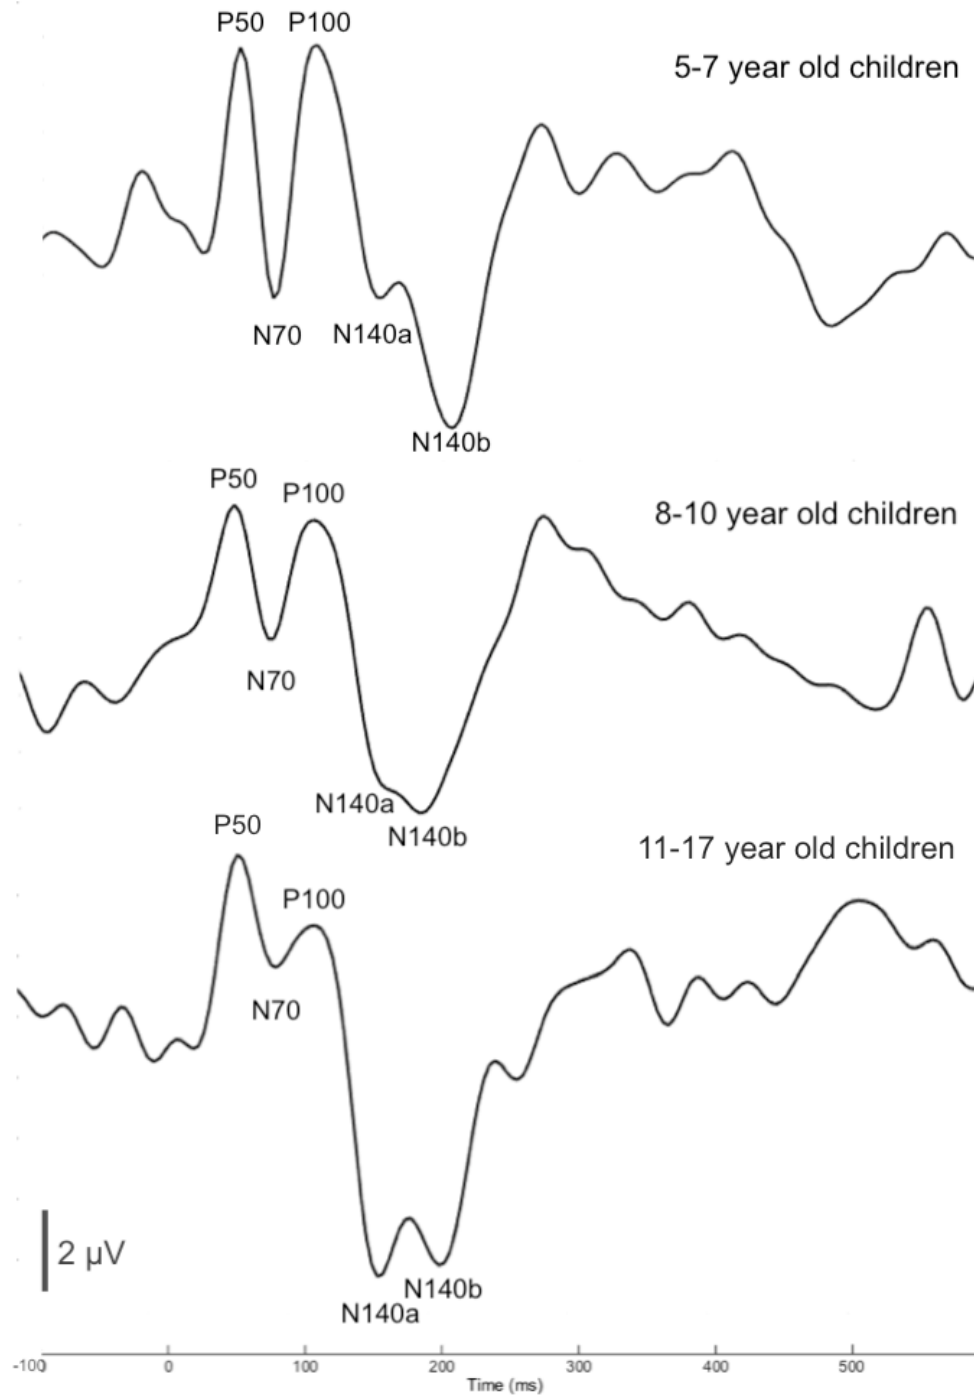 P50 P100
5-7 year old children
N70 N140a
N140b
P50 P100
8-10 year old children
N70
N140a
N140b
P50
11-17 year old children
P100
N70
2 µV
N140b
N140a
-100 0 100 200 300 400 500
Time (ms)